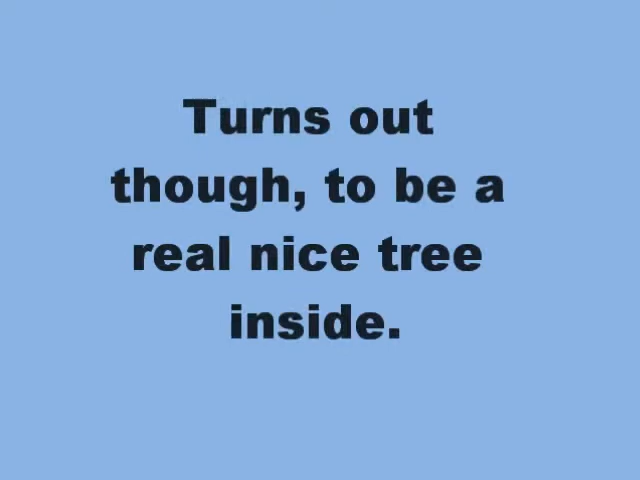 Turns out
though, to be a
real nice tree
inside.